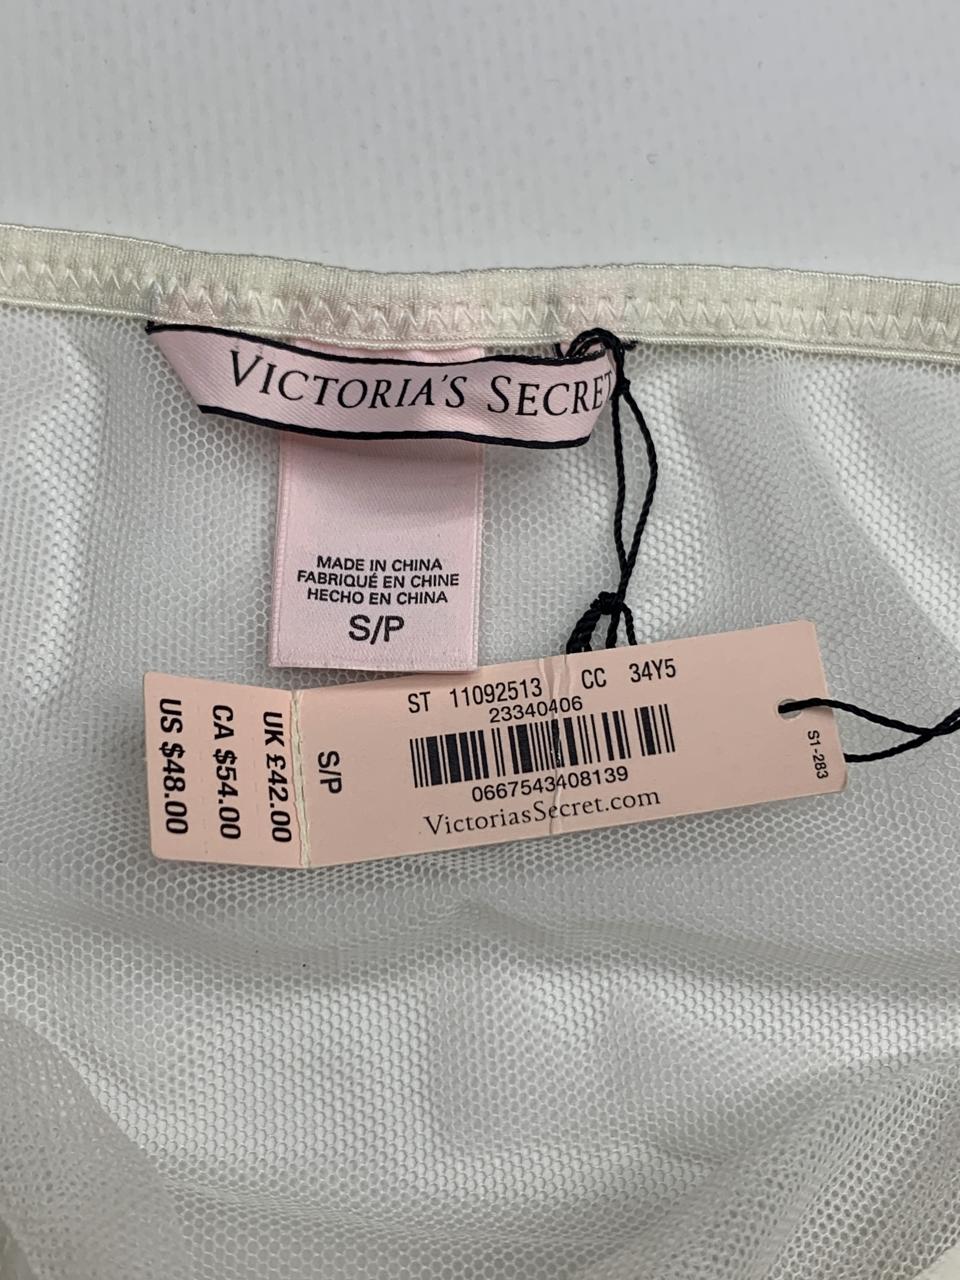 VICTORIA'S SECRET
MADE IN CHINA
FABRIQUÉ EN CHINE
HECHO EN CHINA
S/P
ST 11092513 CC 34Y5
23340406
0667543408139
VictoriasSecret.com
S/P
UK £42.00
CA $54.00
US $48.00
S1-283